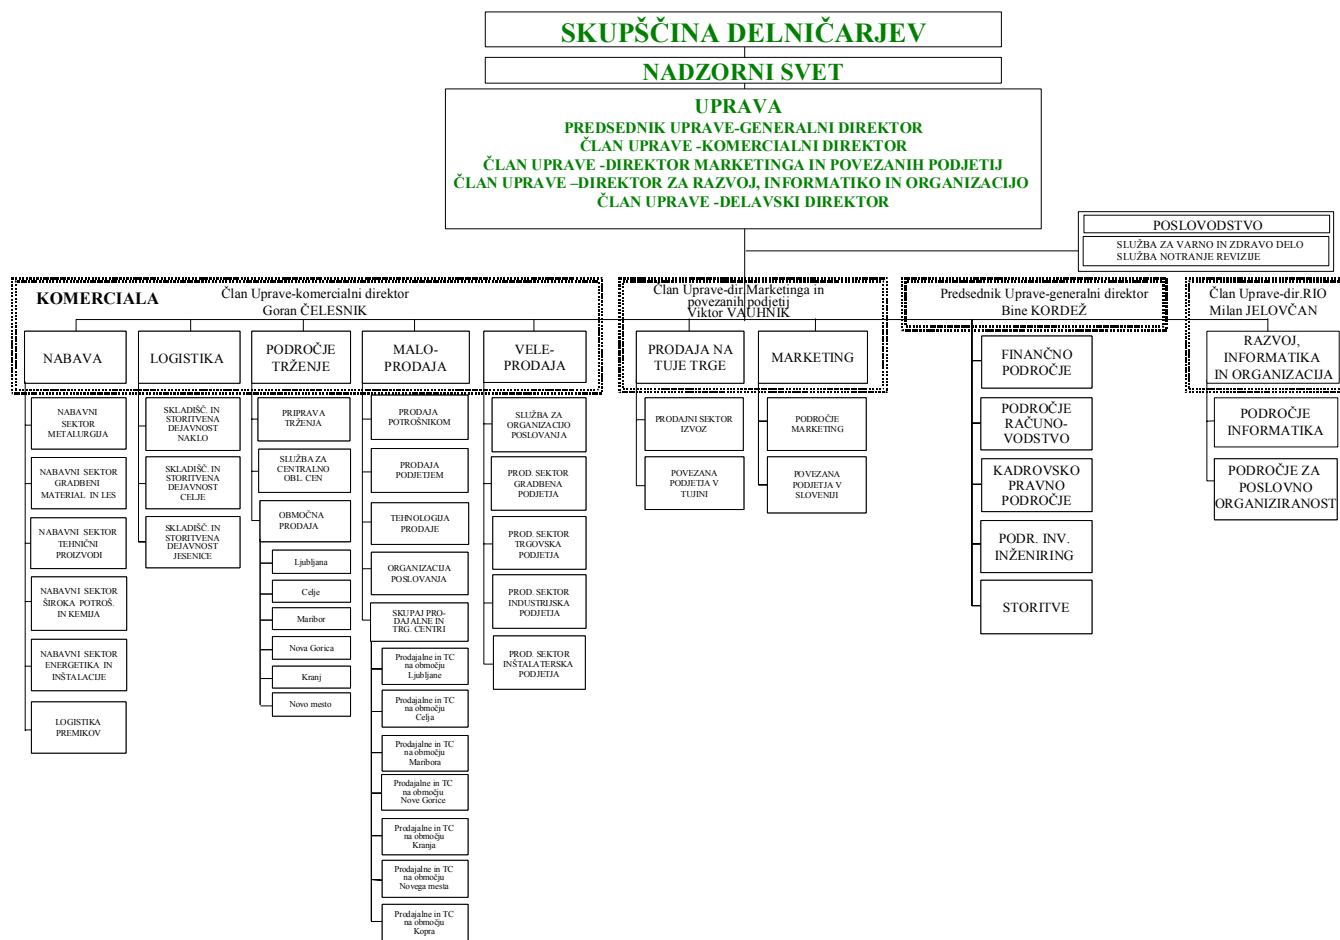 SKUPŠČINA DELNIČARJEV
NADZORNI SVET
UPRAVA
PREDSEDNIK UPRAVE-GENERALNI DIREKTOR
ČLAN UPRAVE -KOMERCIALNI DIREKTOR
ČLAN UPRAVE -DIREKTOR MARKETINGA IN POVEZANIH PODJETIJ
ČLAN UPRAVE –DIREKTOR ZA RAZVOJ, INFORMATIKO IN ORGANIZACIJO
ČLAN UPRAVE -DELAVSKI DIREKTOR
POSLOVODSTVO
SLUŽBA ZA VARNO IN ZDRAVO DELO
SLUŽBA NOTRANJE REVIZIJE
KOMERCIALA
Član Uprave-komercialni direktor
Goran ČELESNIK
NABAVA
LOGISTIKA
PODROČJE
TRŽENJE
MALO-
PRODAJA
VELE-
PRODAJA
Član Uprave-dir.Marketinga in
povezanih podjetij
Viktor VAUHNIK
PRODAJA NA
TUJE TRGE
MARKETING
Predsednik Uprave-generalni direktor
Bine KORDEŽ
Član Uprave-dir.RIO
Milan JELOVČAN
RAZVOJ,
INFORMATIKA
IN ORGANIZACIJA
NABAVNI
SEKTOR
METALURGIJA
NABAVNI SEKTOR
GRADBENI
MATERIAL IN LES
NABAVNI SEKTOR
TEHNIČNI
PROIZVODI
NABAVNI SEKTOR
ŠIROKA POTROŠ.
IN KEMIJA
NABAVNI SEKTOR
ENERGETIKA IN
INŠTALACIJE
LOGISTIKA
PREMIKOV
SKLADIŠČ. IN
STORITVENA
DEJAVNOST
NAKLO
SKLADIŠČ. IN
STORITVENA
DEJAVNOST
CELJE
SKLADIŠČ. IN
STORITVENA
DEJAVNOST
JESENICE
PRIPRAVA
TRŽENJA
SLUŽBA ZA
CENTRALNO
OBL. CEN
OBMOČNA
PRODAJA
Ljubljana
Celje
Maribor
Nova Gorica
Kranj
Novo mesto
PRODAJA
POTROŠNIKOM
PRODAJA
PODJETJEM
TEHNOLOGIJA
PRODAJE
ORGANIZACIJA
POSLOVANJA
SKUPAJ PRO-
DAJALNE IN
TRG. CENTRI
Prodajalne in TC
na območju
Ljubljane
Prodajalne in TC
na območju
Celja
Prodajalne in TC
na območju
Maribora
Prodajalne in TC
na območju
Nove Gorice
Prodajalne in TC
na območju
Kranja
Prodajalne in TC
na območju
Novega mesta
Prodajalne in TC
na območju
Kopra
SLUŽBA ZA
ORGANIZACIJO
POSLOVANJA
PROD. SEKTOR
GRADBENA
PODJETJA
PROD. SEKTOR
TRGOVSKA
PODJETJA
PROD. SEKTOR
INDUSTRIJSKA
PODJETJA
PROD. SEKTOR
INŠTALATERSKA
PODJETJA
PRODAJNI SEKTOR
IZVOZ
POVEZANA
PODJETJA V
TUJINI
PODROČJE
MARKETING
POVEZANA
PODJETJA V
SLOVENIJI
FINANČNO
PODROČJE
PODROČJE
RAČUNO-
VODSTVO
KADROVSKO
PRAVNO
PODROČJE
PODR. INV.
INŽENIRING
STORITVE
PODROČJE
INFORMATIKA
PODROČJE ZA
POSLOVNO
ORGANIZIRANOST